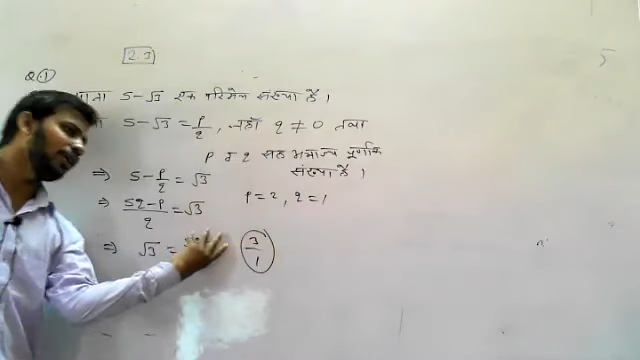 2.3
Q ①
माना 5-√3 एक परिमेय संख्या है।
5-√3 = p/q, जहाँ q ≠ 0 तथा
p व q सह अभाज्य पूर्णांक
संख्या है।
⇒ 5 - p/q = √3
p = 2, q = 1
⇒ (5q-p)/q = √3
⇒ √3 =
3/1